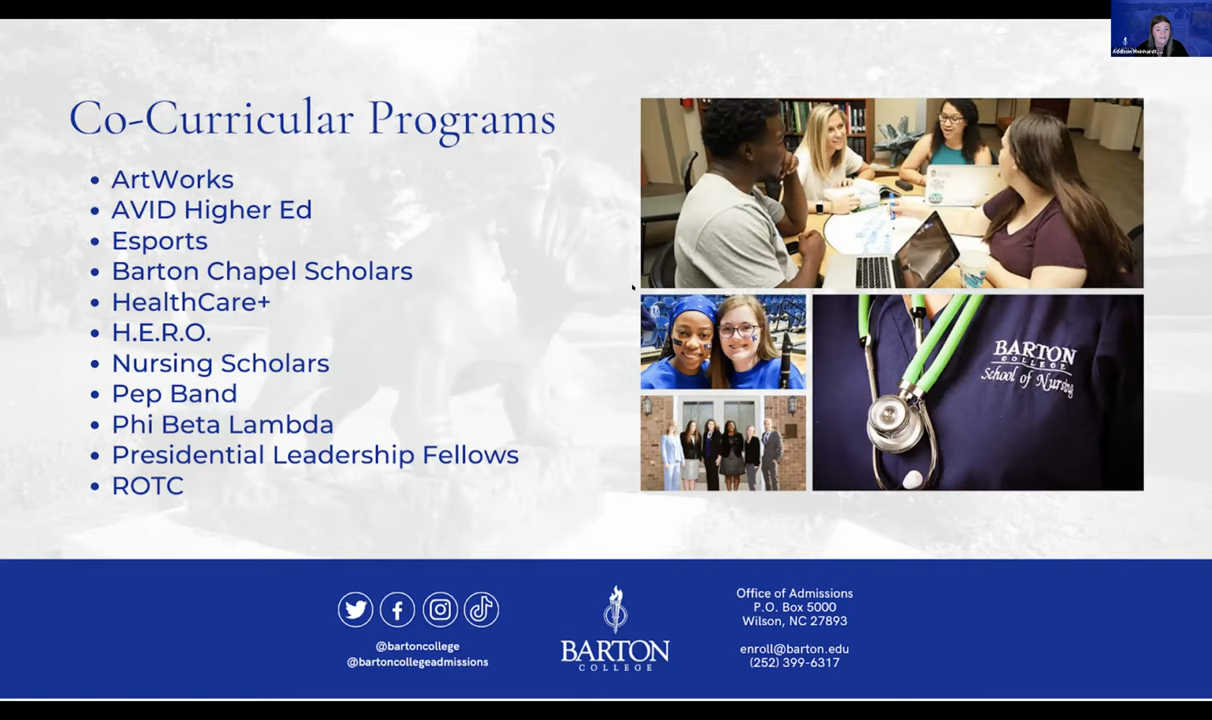 Addison Meinhardt...
Co-Curricular Programs
• ArtWorks
• AVID Higher Ed
• Esports
• Barton Chapel Scholars
• HealthCare+
• H.E.R.O.
• Nursing Scholars
• Pep Band
• Phi Beta Lambda
• Presidential Leadership Fellows
• ROTC
BARTON
COLLEGE
School of Nursing
@bartoncollege
@bartoncollegeadmissions
BARTON
COLLEGE
Office of Admissions
P.O. Box 5000
Wilson, NC 27893
enroll@barton.edu
(252) 399-6317